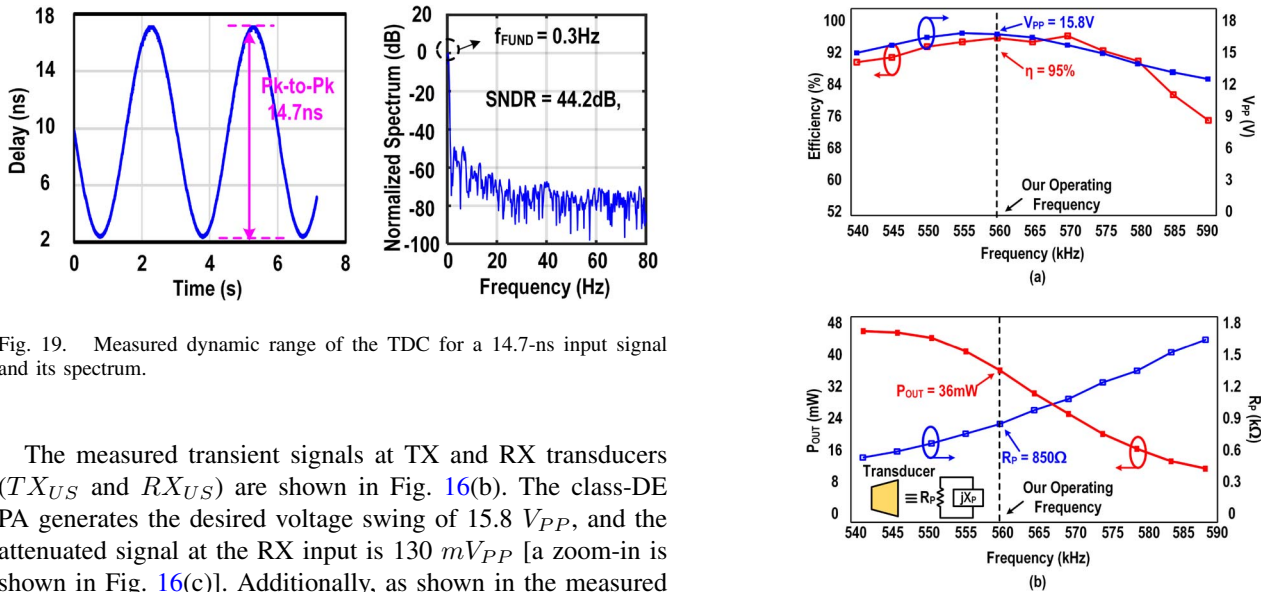 18
14
10
6
2
Delay (ns)
0
2
4
6
8
Time (s)
Pk-to-Pk
14.7ns
20
0
-20
-40
-60
-80
-100
Normalized Spectrum (dB)
fFUND = 0.3Hz
SNDR = 44.2dB,
0
20
40
60
80
Frequency (Hz)
Fig. 19. Measured dynamic range of the TDC for a 14.7-ns input signal
and its spectrum.
The measured transient signals at TX and RX transducers
(TXUS and RXUS) are shown in Fig. 16(b). The class-DE
PA generates the desired voltage swing of 15.8 VPP, and the
attenuated signal at the RX input is 130 mVPP [a zoom-in is
shown in Fig. 16(c)]. Additionally, as shown in the measured
100
92
84
76
68
60
52
Efficiency (%)
VPP = 15.8V
η = 95%
Our Operating
Frequency
18
15
12
9
6
3
0
VPP (V)
540 545 550 555 560 565 570 575 580 585 590
Frequency (kHz)
(a)
48
40
32
24
16
8
0
POUT (mW)
POUT = 36mW
RP = 850Ω
Transducer
≡ RP
jXP
Our Operating
Frequency
1.8
1.5
1.2
0.9
0.6
0.3
0
RP (kΩ)
540 545 550 555 560 565 570 575 580 585 590
Frequency (kHz)
(b)